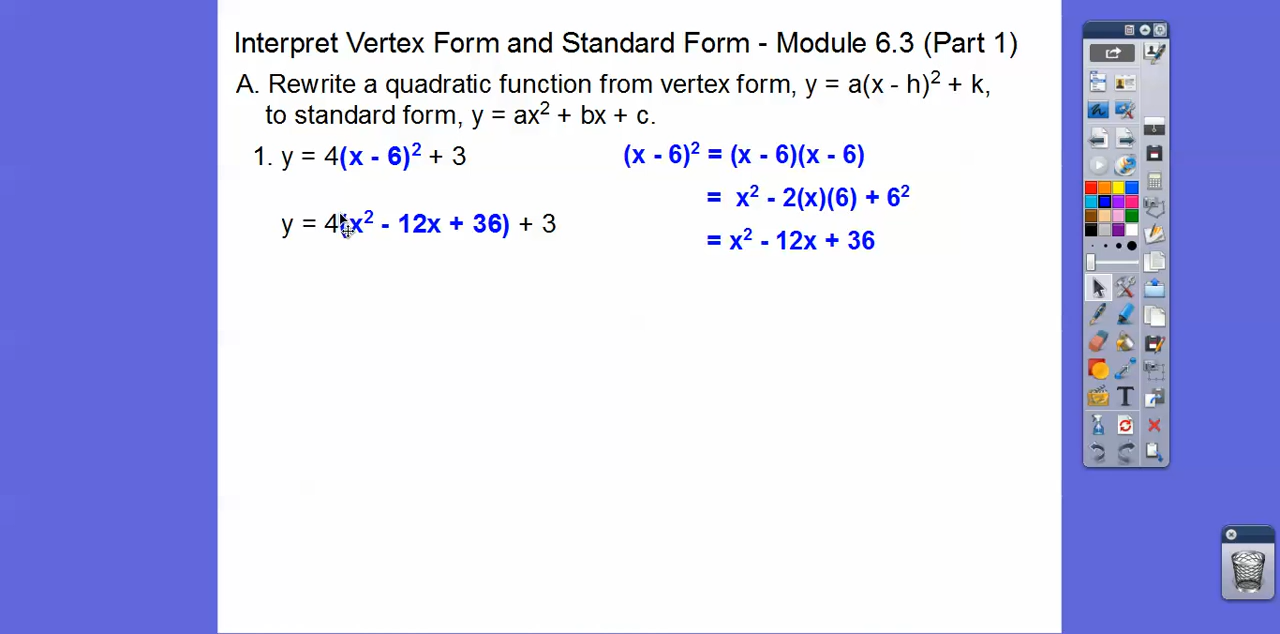 Interpret Vertex Form and Standard Form - Module 6.3 (Part 1)
A. Rewrite a quadratic function from vertex form, y = a(x - h)² + k,
to standard form, y = ax² + bx + c.
1. y = 4(x - 6)² + 3
(x - 6)² = (x - 6)(x - 6)
= x² - 2(x)(6) + 6²
y = 4(x² - 12x + 36) + 3
= x² - 12x + 36